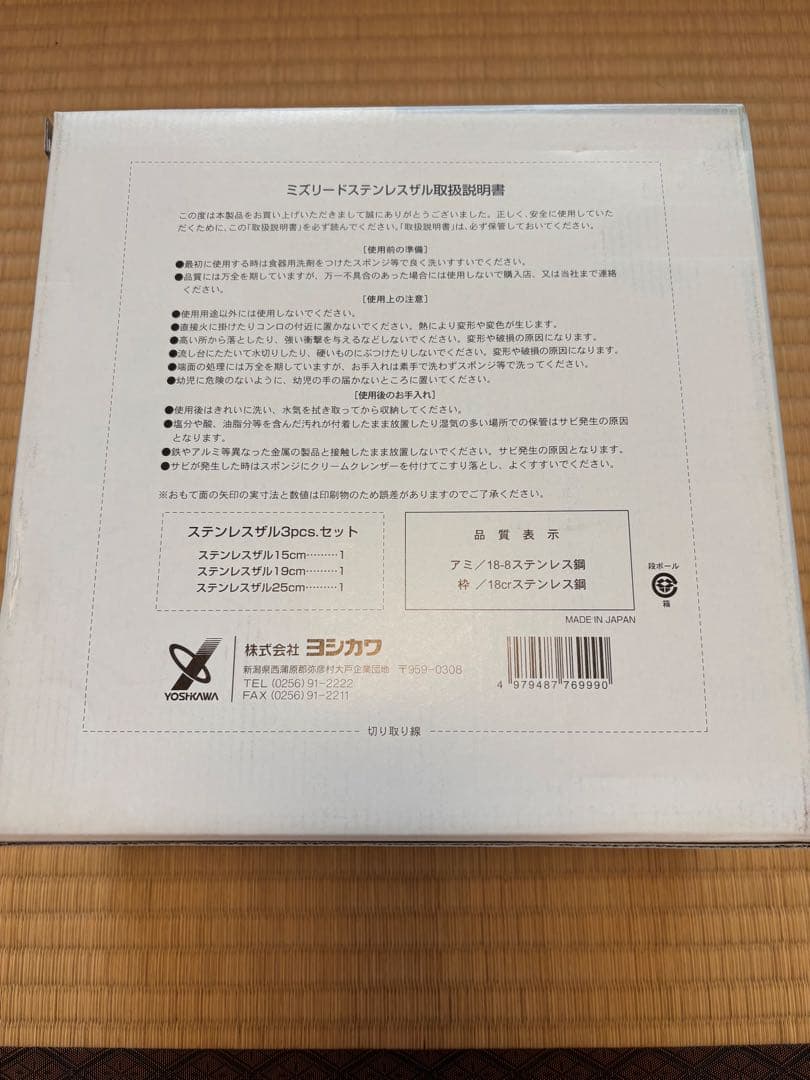 ミズリードステンレスザル取扱説明書
この度は本製品をお買い上げいただきまして誠にありがとうございました。正しく、安全に使用していた
だくために、この「取扱説明書」を必ず読んでください。「取扱説明書」は、必ず保管しておいてください。
[使用前の準備]
●最初に使用する時は食器用洗剤をつけたスポンジ等で良く洗いすすいでください。
●品質には万全を期していますが、万一不具合のあった場合には使用しないで購入店、又は当社まで連絡
ください。
[使用上の注意]
●使用用途以外には使用しないでください。
●直接火に掛けたりコンロの付近に置かないでください。熱により変形や変色が生じます。
●高い所から落としたり、強い衝撃を与えるなどしないでください。変形や破損の原因になります。
●流し台にたたいて水切りしたり、硬いものにぶつけたりしないでください。変形や破損の原因になります。
●端面の処理には万全を期していますが、お手入れは素手で洗わずスポンジ等で洗ってください。
●幼児に危険のないように、幼児の手の届かないところに置いてください。
[使用後のお手入れ]
●使用後はきれいに洗い、水気を拭き取ってから収納してください。
●塩分や酸、油脂分等を含んだ汚れが付着したまま放置したり湿気の多い場所での保管はサビ発生の原因
となります。
●鉄やアルミ等異なった金属の製品と接触したまま放置しないでください。サビ発生の原因となります。
●サビが発生した時はスポンジにクリームクレンザーを付けてこすり落とし、よくすすいでください。
※おもて面の矢印の実寸法と数値は印刷物のため誤差がありますのでご了承ください。
ステンレスザル3pcs.セット
ステンレスザル15cm………1
ステンレスザル19cm………1
ステンレスザル25cm………1
品質表示
アミ/18-8ステンレス鋼
枠/18crステンレス鋼
段ボール
箱
MADE IN JAPAN
YOSHIKAWA
株式会社 ヨシカワ
新潟県西蒲原郡弥彦村大戸企業団地 〒959-0308
TEL (0256) 91-2222
FAX (0256) 91-2211
4 979487 769990
切り取り線